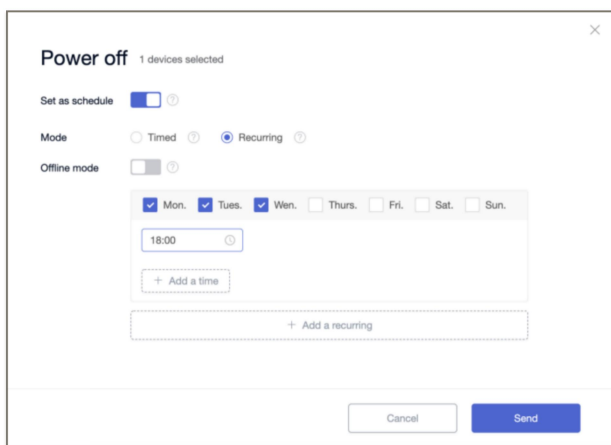 Power off 1 devices selected
Set as schedule
Mode Timed Recurring
Offline mode
Mon. Tues. Wen. Thurs. Fri. Sat. Sun.
18:00
+ Add a time
+ Add a recurring
Cancel Send